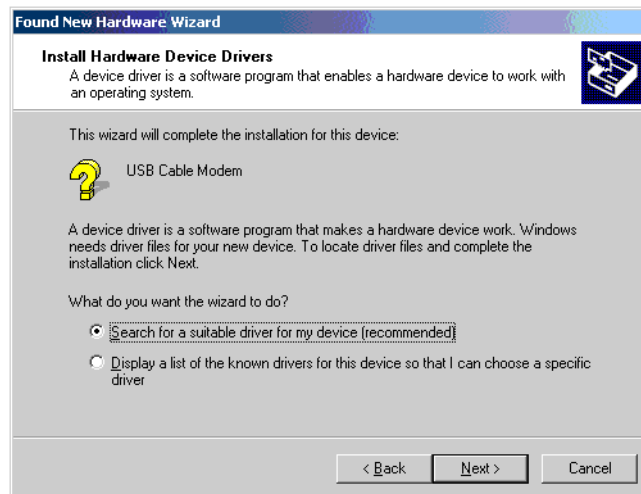 Found New Hardware Wizard
Install Hardware Device Drivers
A device driver is a software program that enables a hardware device to work with
an operating system.
This wizard will complete the installation for this device:
USB Cable Modem
A device driver is a software program that makes a hardware device work. Windows
needs driver files for your new device. To locate driver files and complete the
installation click Next.
What do you want the wizard to do?
Search for a suitable driver for my device (recommended)
Display a list of the known drivers for this device so that I can choose a specific
driver
< Back Next > Cancel